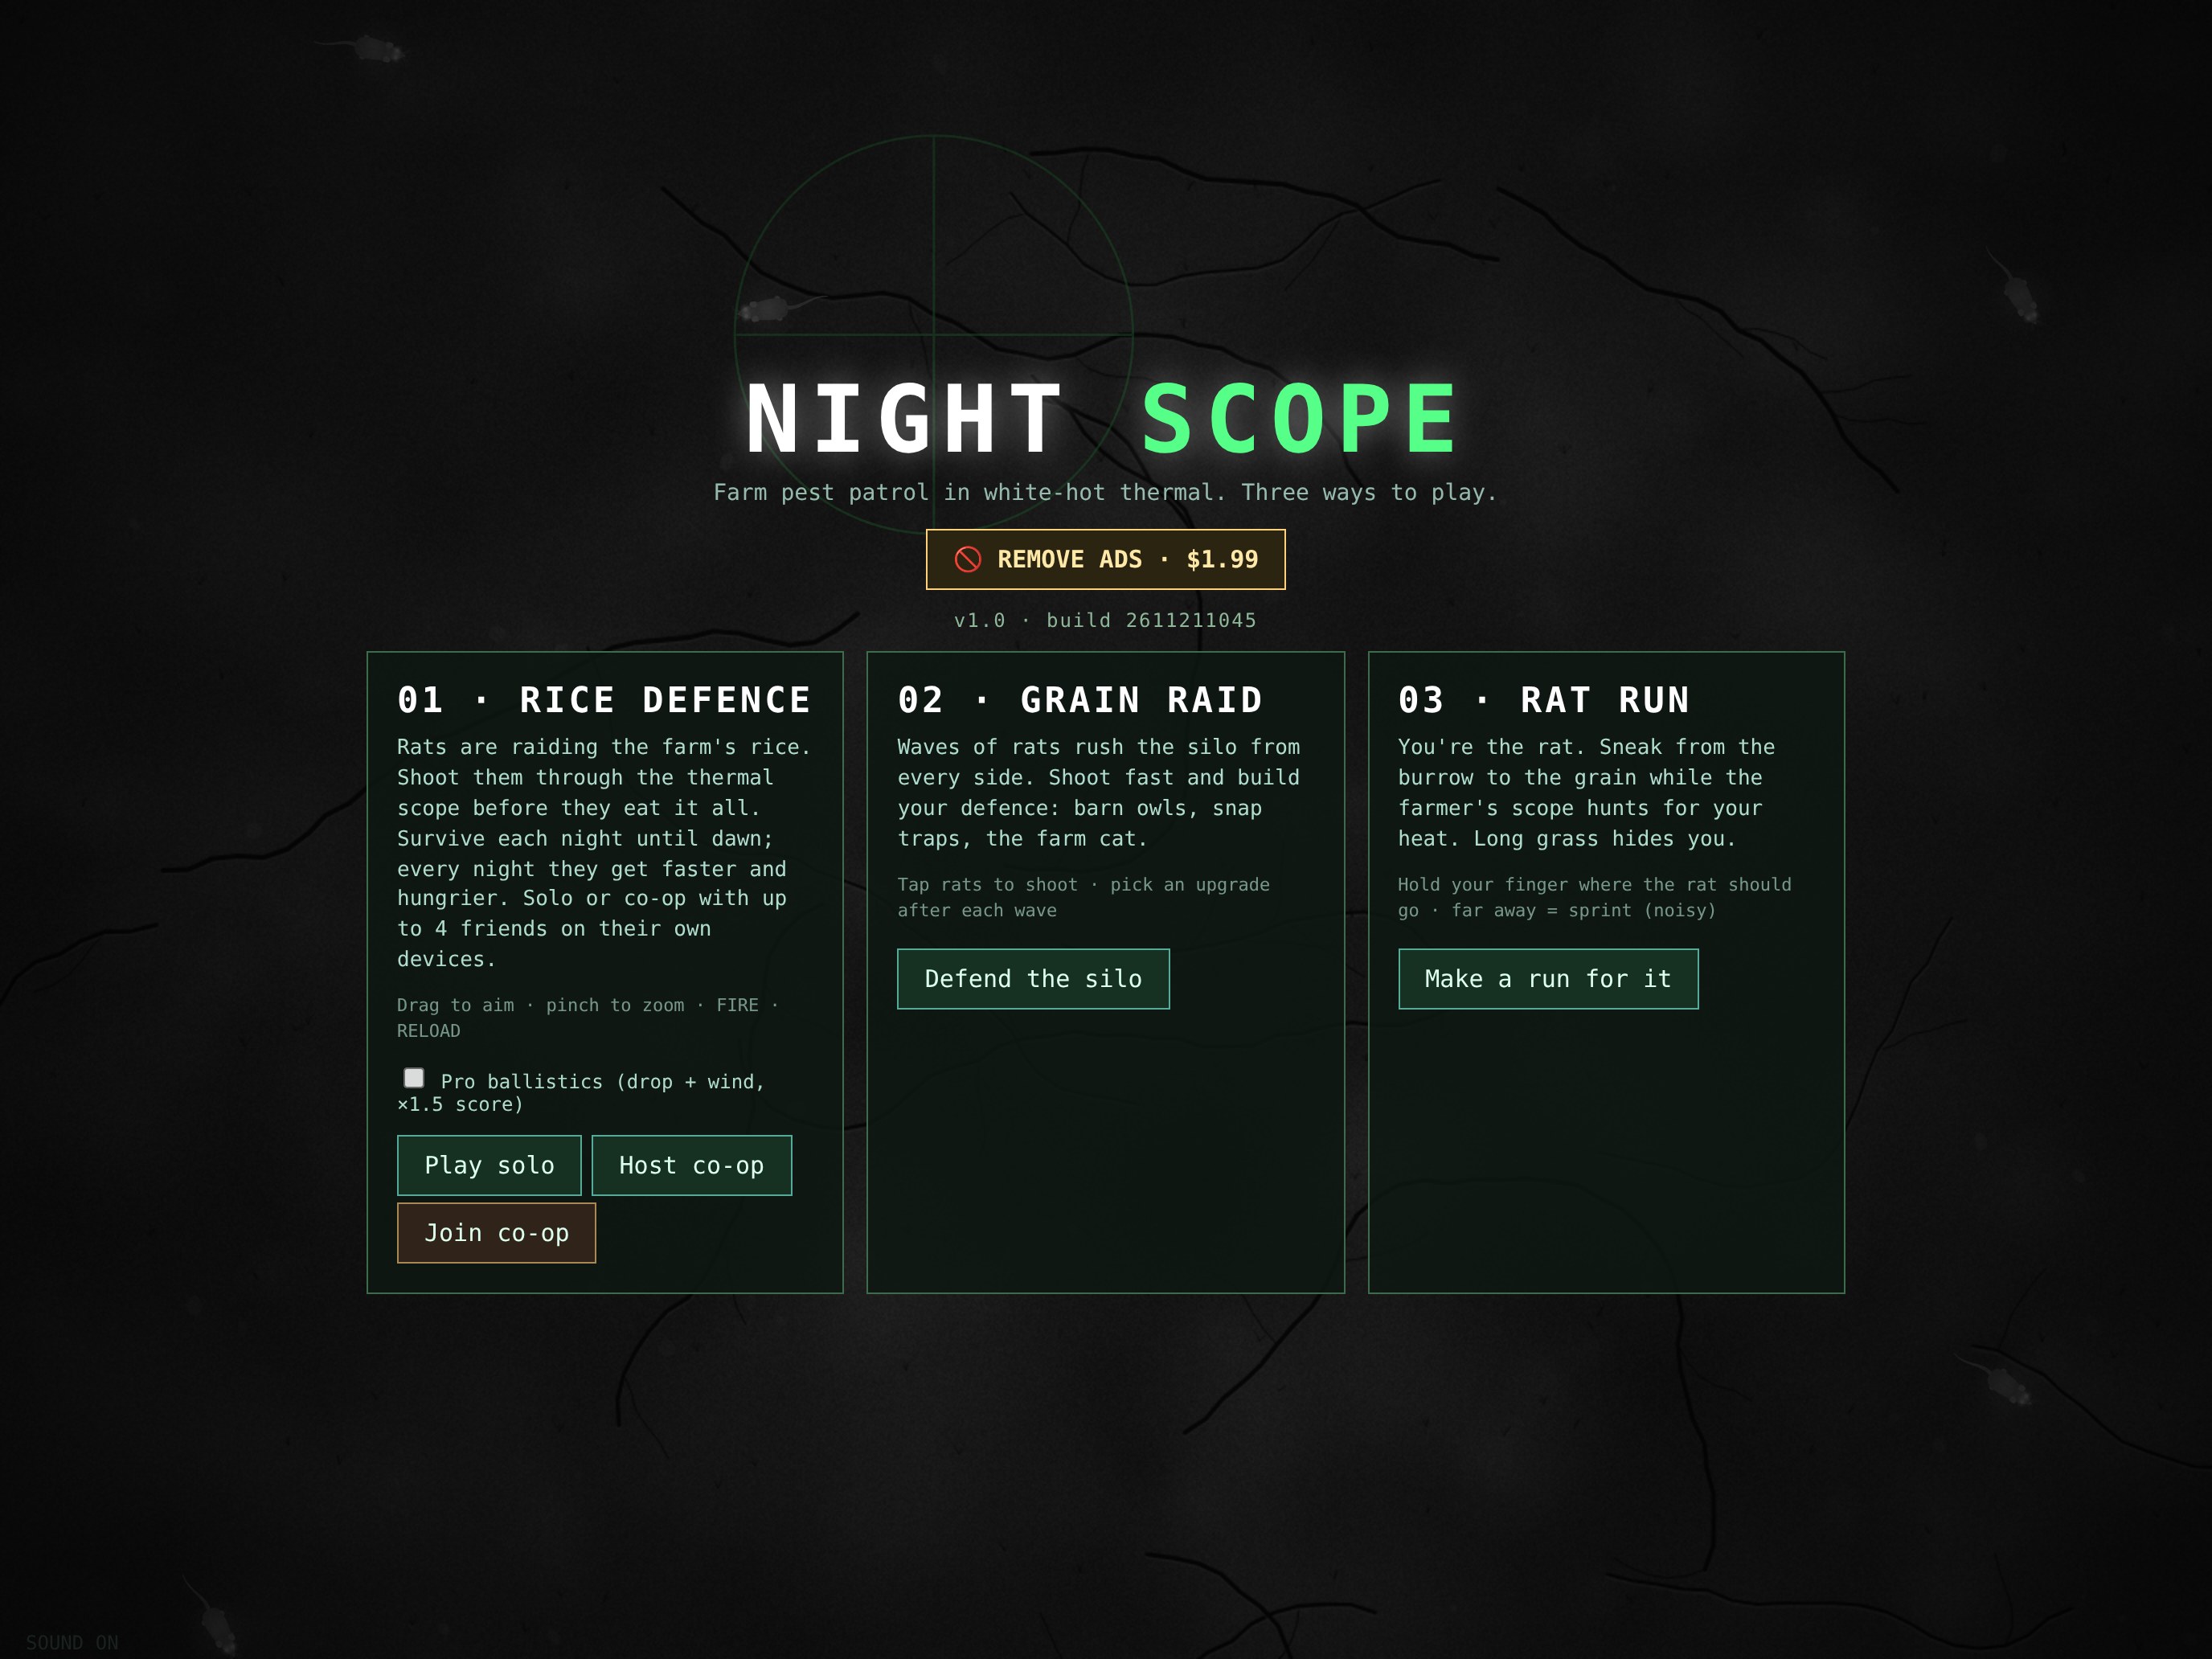 NIGHT SCOPE
Farm pest patrol in white-hot thermal. Three ways to play.
🚫 REMOVE ADS · $1.99
v1.0 · build 2611211045
01 · RICE DEFENCE
Rats are raiding the farm's rice.
Shoot them through the thermal
scope before they eat it all.
Survive each night until dawn;
every night they get faster and
hungrier. Solo or co-op with up
to 4 friends on their own
devices.
Drag to aim · pinch to zoom · FIRE ·
RELOAD
Pro ballistics (drop + wind,
×1.5 score)
Play solo
Host co-op
Join co-op
02 · GRAIN RAID
Waves of rats rush the silo from
every side. Shoot fast and build
your defence: barn owls, snap
traps, the farm cat.
Tap rats to shoot · pick an upgrade
after each wave
Defend the silo
03 · RAT RUN
You're the rat. Sneak from the
burrow to the grain while the
farmer's scope hunts for your
heat. Long grass hides you.
Hold your finger where the rat should
go · far away = sprint (noisy)
Make a run for it
SOUND ON